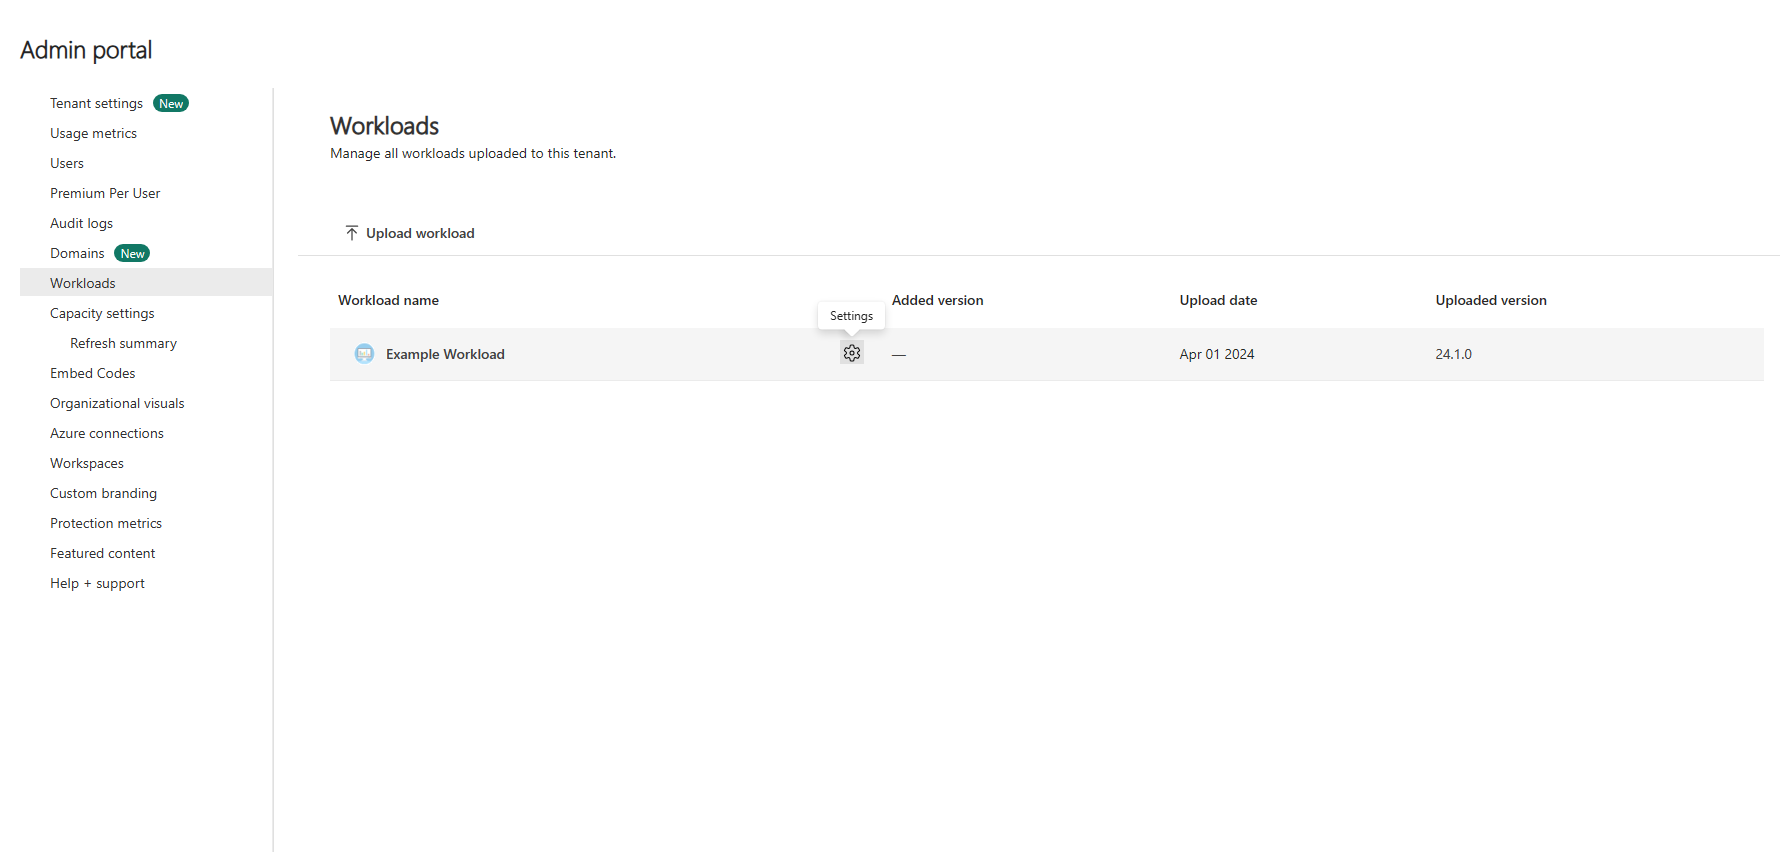 Admin portal
Tenant settings New
Usage metrics
Users
Premium Per User
Audit logs
Domains New
Workloads
Capacity settings
Refresh summary
Embed Codes
Organizational visuals
Azure connections
Workspaces
Custom branding
Protection metrics
Featured content
Help + support
Workloads
Manage all workloads uploaded to this tenant.
Upload workload
Workload name Added version Upload date Uploaded version
Settings
Example Workload — Apr 01 2024 24.1.0